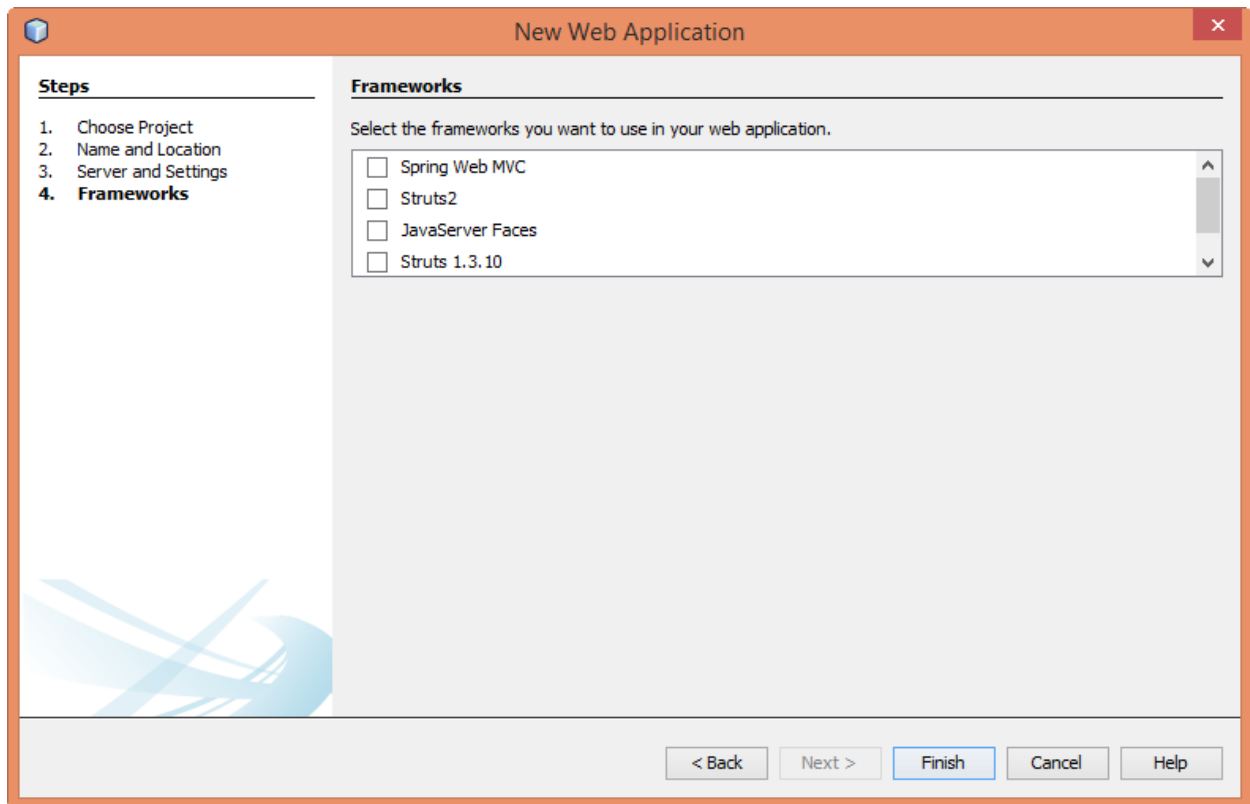 New Web Application
Steps
1. Choose Project
2. Name and Location
3. Server and Settings
4. Frameworks
Frameworks
Select the frameworks you want to use in your web application.
Spring Web MVC
Struts2
JavaServer Faces
Struts 1.3.10
< Back Next > Finish Cancel Help